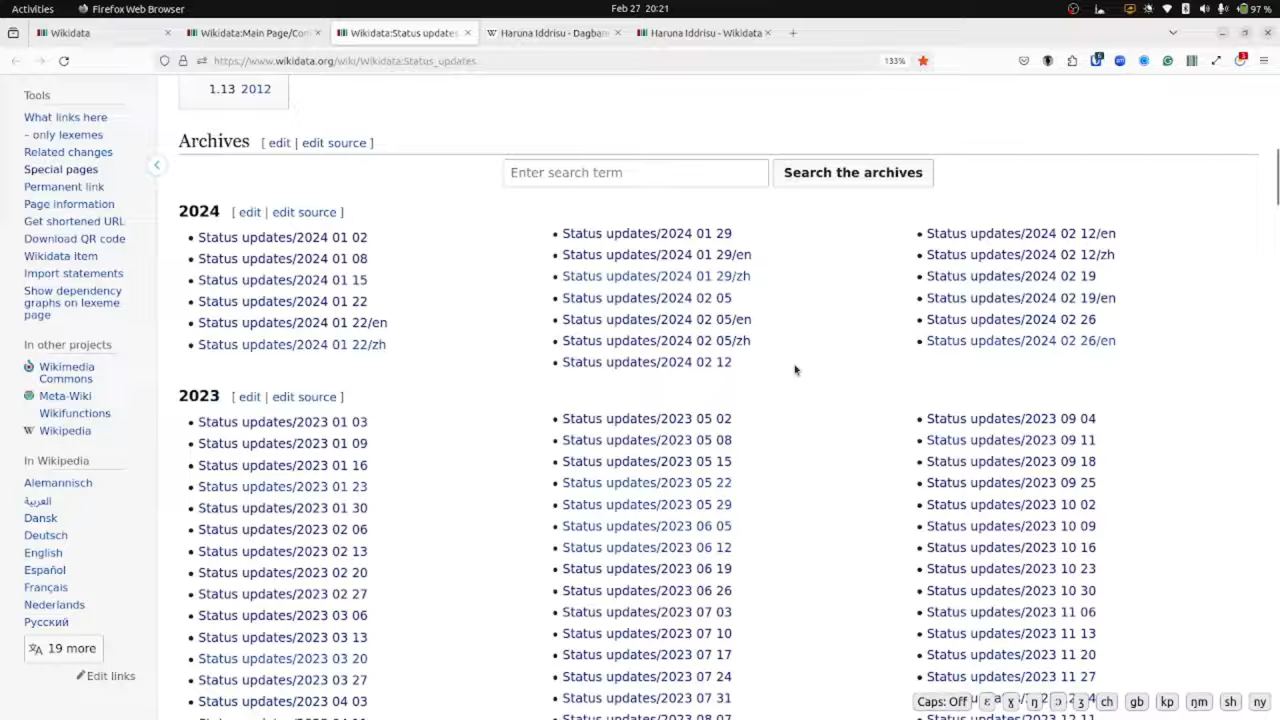 Activities Firefox Web Browser Feb 27 20:21 97 %
Wikidata Wikidata:Main Page/Con Wikidata:Status updates Haruna Iddrisu - Dagban Haruna Iddrisu - Wikidata
https://www.wikidata.org/wiki/Wikidata:Status_updates 133%
Tools
What links here
– only lexemes
Related changes
Special pages
Permanent link
Page information
Get shortened URL
Download QR code
Wikidata item
Import statements
Show dependency
graphs on lexeme
page
In other projects
Wikimedia
Commons
Meta-Wiki
Wikifunctions
Wikipedia
In Wikipedia
Alemannisch
العربية
Dansk
Deutsch
English
Español
Français
Nederlands
Русский
19 more
Edit links
1.13 2012
Archives [ edit | edit source ]
Enter search term Search the archives
2024 [ edit | edit source ]
Status updates/2024 01 02
Status updates/2024 01 08
Status updates/2024 01 15
Status updates/2024 01 22
Status updates/2024 01 22/en
Status updates/2024 01 22/zh
Status updates/2024 01 29
Status updates/2024 01 29/en
Status updates/2024 01 29/zh
Status updates/2024 02 05
Status updates/2024 02 05/en
Status updates/2024 02 05/zh
Status updates/2024 02 12
Status updates/2024 02 12/en
Status updates/2024 02 12/zh
Status updates/2024 02 19
Status updates/2024 02 19/en
Status updates/2024 02 26
Status updates/2024 02 26/en
2023 [ edit | edit source ]
Status updates/2023 01 03
Status updates/2023 01 09
Status updates/2023 01 16
Status updates/2023 01 23
Status updates/2023 01 30
Status updates/2023 02 06
Status updates/2023 02 13
Status updates/2023 02 20
Status updates/2023 02 27
Status updates/2023 03 06
Status updates/2023 03 13
Status updates/2023 03 20
Status updates/2023 03 27
Status updates/2023 04 03
Status updates/2023 05 02
Status updates/2023 05 08
Status updates/2023 05 15
Status updates/2023 05 22
Status updates/2023 05 29
Status updates/2023 06 05
Status updates/2023 06 12
Status updates/2023 06 19
Status updates/2023 06 26
Status updates/2023 07 03
Status updates/2023 07 10
Status updates/2023 07 17
Status updates/2023 07 24
Status updates/2023 07 31
Status updates/2023 08 07
Status updates/2023 09 04
Status updates/2023 09 11
Status updates/2023 09 18
Status updates/2023 09 25
Status updates/2023 10 02
Status updates/2023 10 09
Status updates/2023 10 16
Status updates/2023 10 23
Status updates/2023 10 30
Status updates/2023 11 06
Status updates/2023 11 13
Status updates/2023 11 20
Status updates/2023 11 27
Status updates/2023 12 11
Caps: Off ɛ ɣ ŋ ɔ ʒ ch gb kp ŋm sh ny